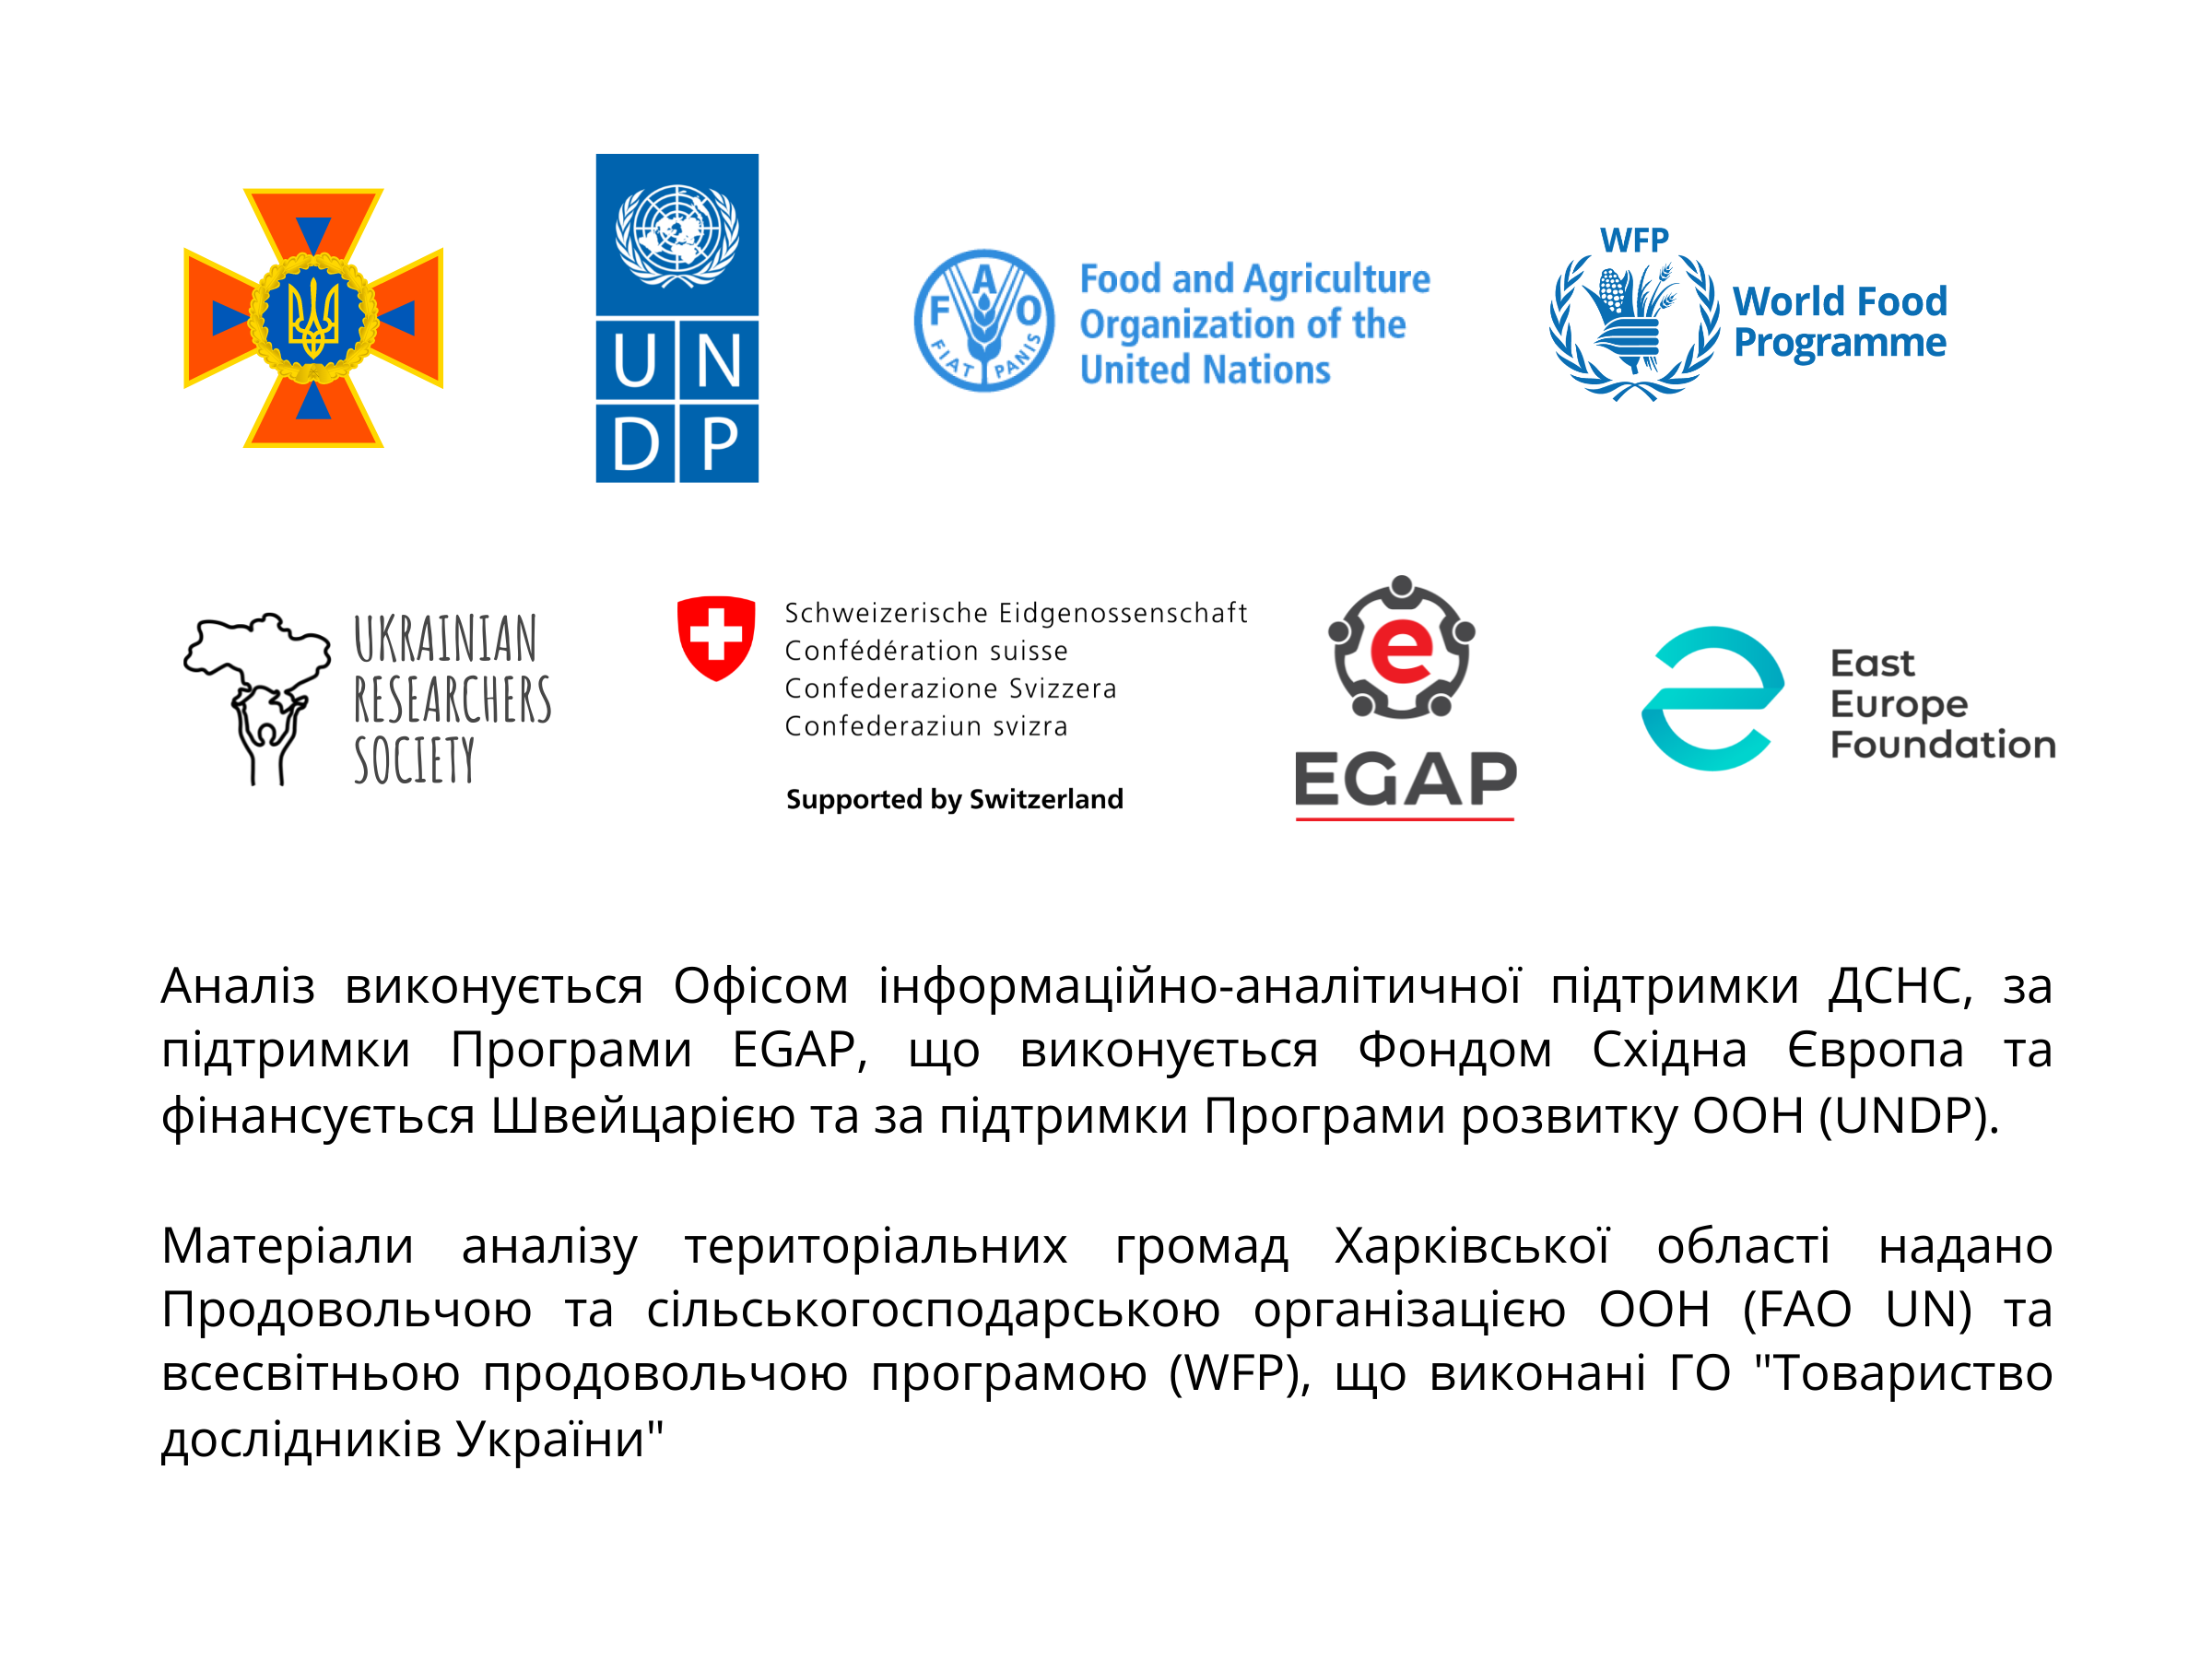 UN
DP
FAO
FIAT PANIS
Food and Agriculture
Organization of the
United Nations
WFP
World Food
Programme
UKRAINIAN
RESEARCHERS
SOCIETY
Schweizerische Eidgenossenschaft
Confédération suisse
Confederazione Svizzera
Confederaziun svizra
Supported by Switzerland
e
EGAP
East
Europe
Foundation
Аналіз виконується Офісом інформаційно-аналітичної підтримки ДСНС, за
підтримки Програми EGAP, що виконується Фондом Східна Європа та
фінансується Швейцарією та за підтримки Програми розвитку ООН (UNDP).
Матеріали аналізу територіальних громад Харківської області надано
Продовольчою та сільськогосподарською організацією ООН (FAO UN) та
всесвітньою продовольчою програмою (WFP), що виконані ГО "Товариство
дослідників України"